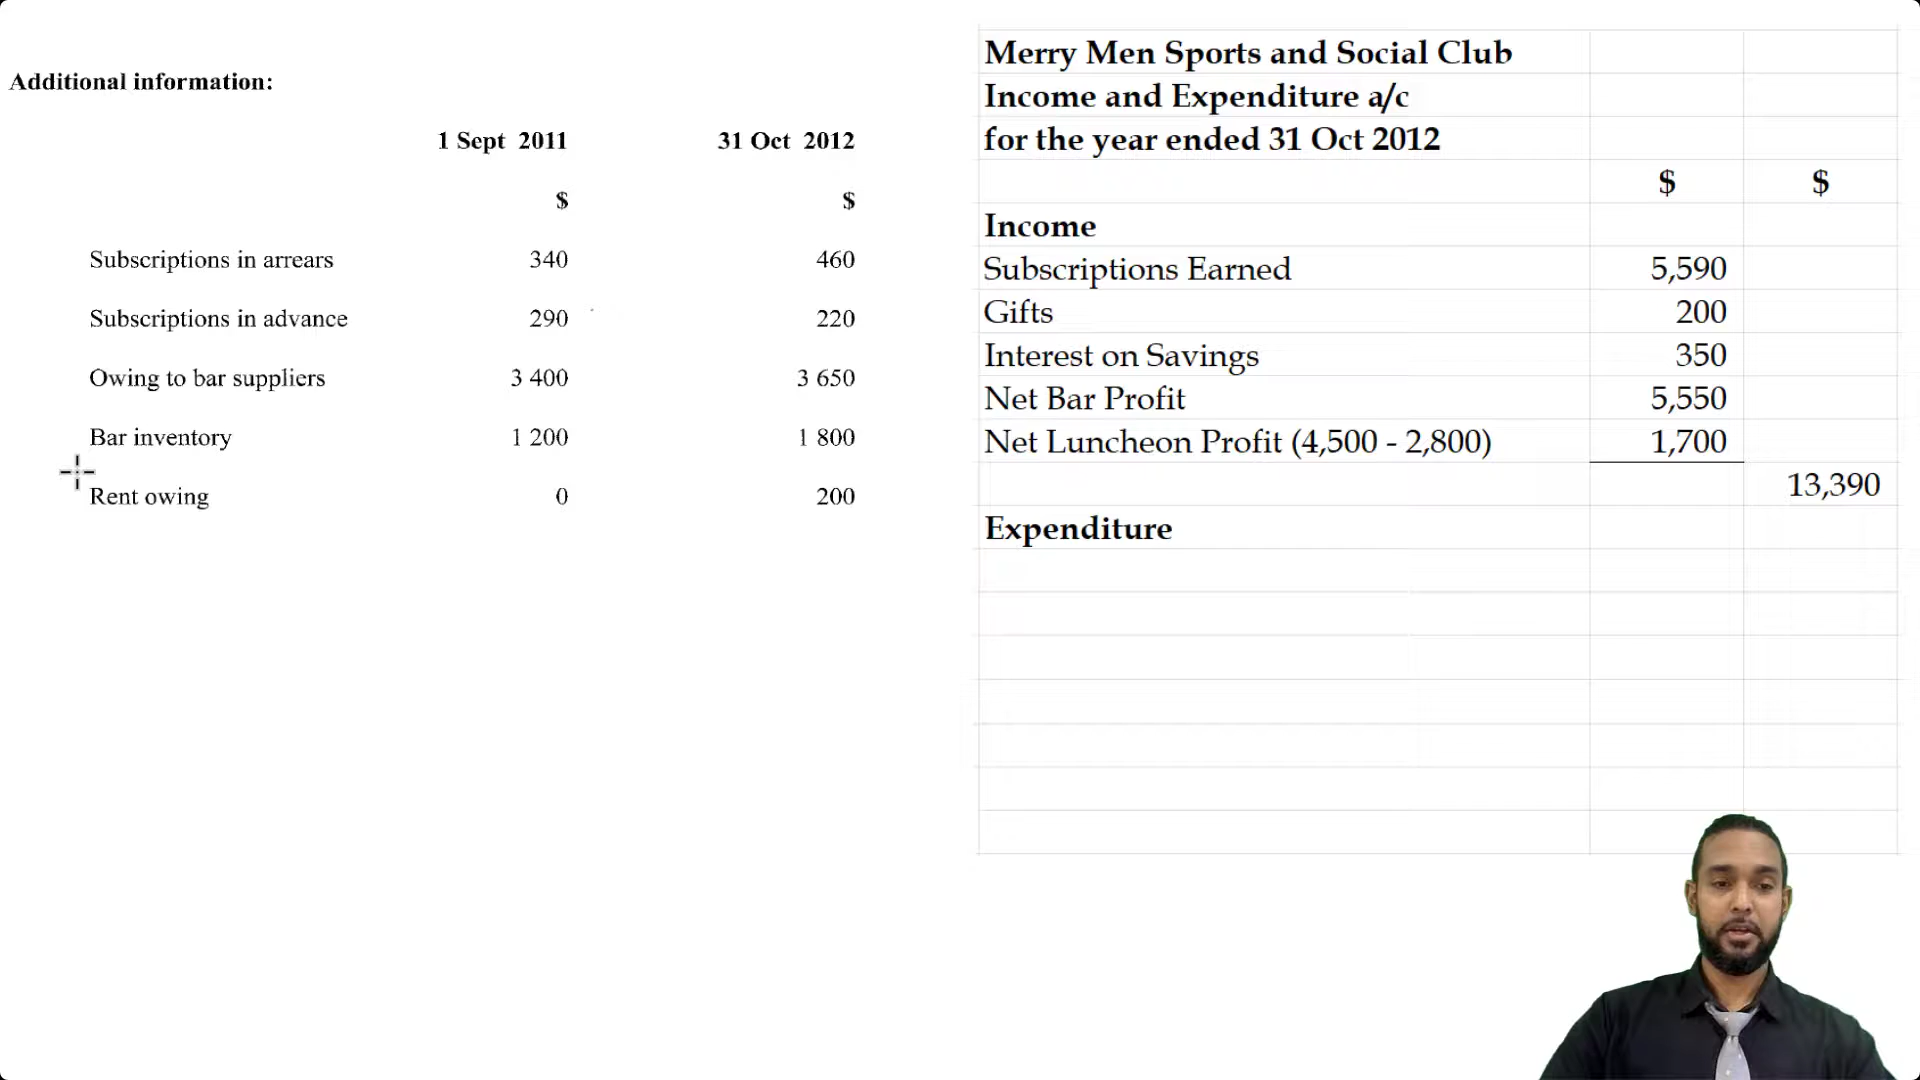 Additional information:
1 Sept 2011 31 Oct 2012
$ $
Subscriptions in arrears 340 460
Subscriptions in advance 290 220
Owing to bar suppliers 3 400 3 650
Bar inventory 1 200 1 800
Rent owing 0 200
Merry Men Sports and Social Club
Income and Expenditure a/c
for the year ended 31 Oct 2012
$ $
Income
Subscriptions Earned 5,590
Gifts 200
Interest on Savings 350
Net Bar Profit 5,550
Net Luncheon Profit (4,500 - 2,800) 1,700
13,390
Expenditure